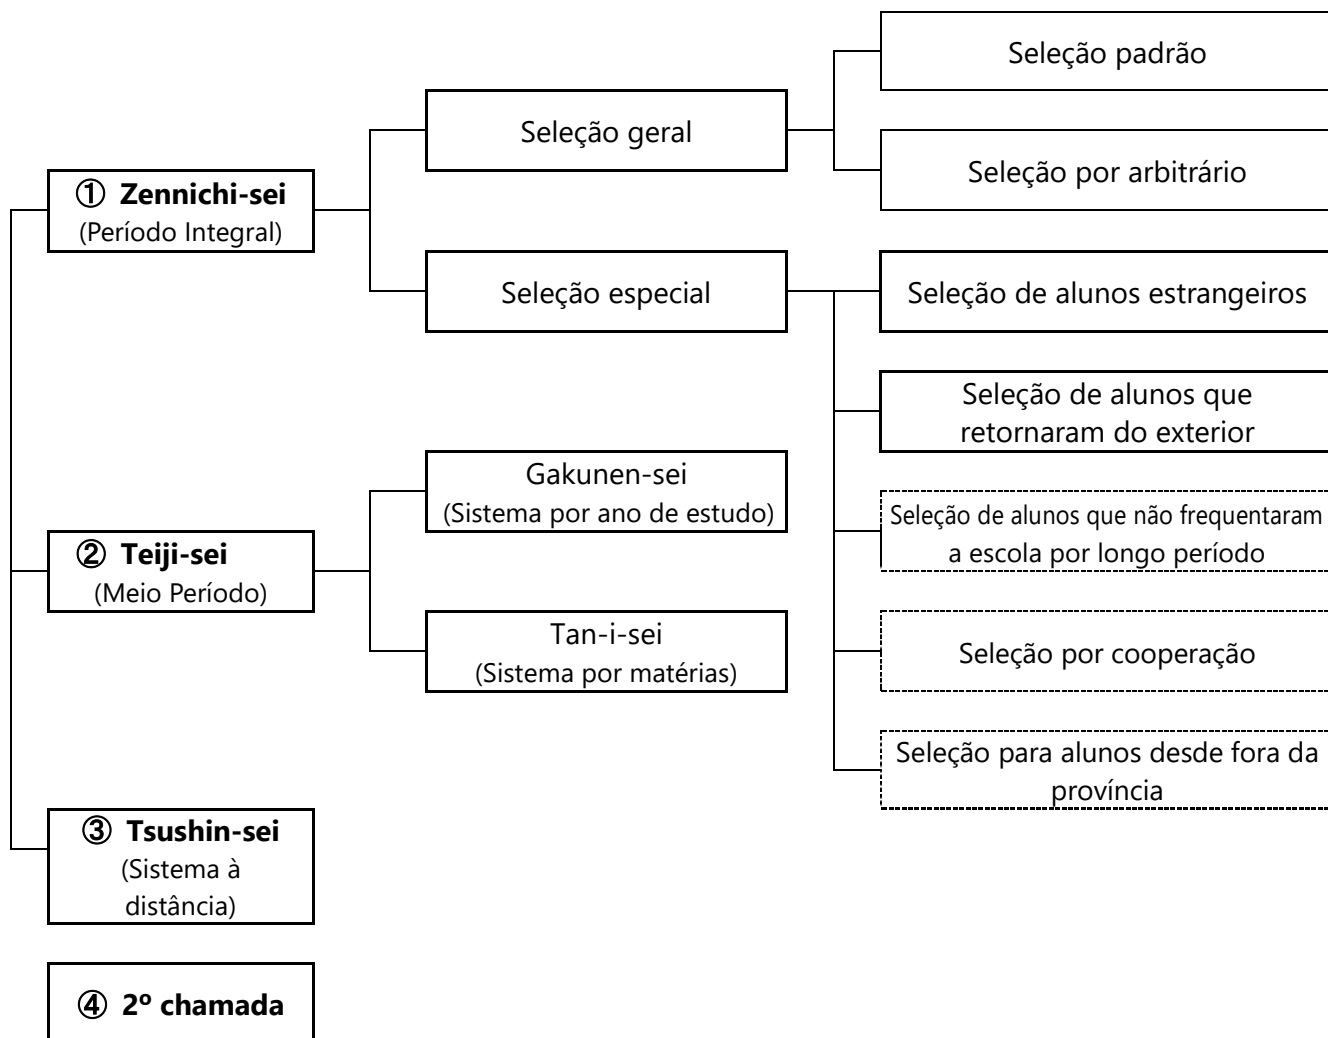 Seleção padrão
Seleção geral
Seleção por arbitrário
① Zennichi-sei
(Período Integral)
Seleção especial
Seleção de alunos estrangeiros
Seleção de alunos que
retornaram do exterior
Gakunen-sei
(Sistema por ano de estudo)
Seleção de alunos que não frequentaram
a escola por longo período
② Teiji-sei
(Meio Período)
Tan-i-sei
(Sistema por matérias)
Seleção por cooperação
Seleção para alunos desde fora da
província
③ Tsushin-sei
(Sistema à
distância)
④ 2º chamada